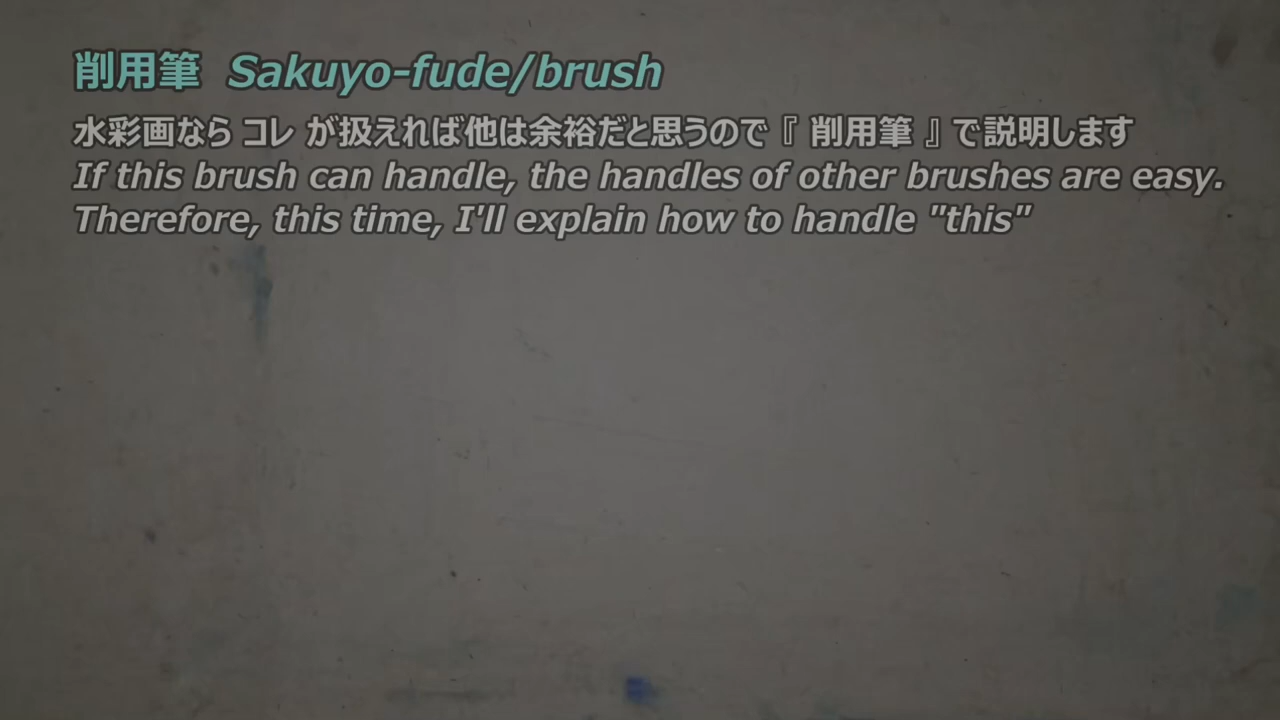 削用筆 Sakuyo-fude/brush
水彩画なら コレ が扱えれば他は余裕だと思うので『 削用筆 』で説明します
If this brush can handle, the handles of other brushes are easy.
Therefore, this time, I'll explain how to handle "this"